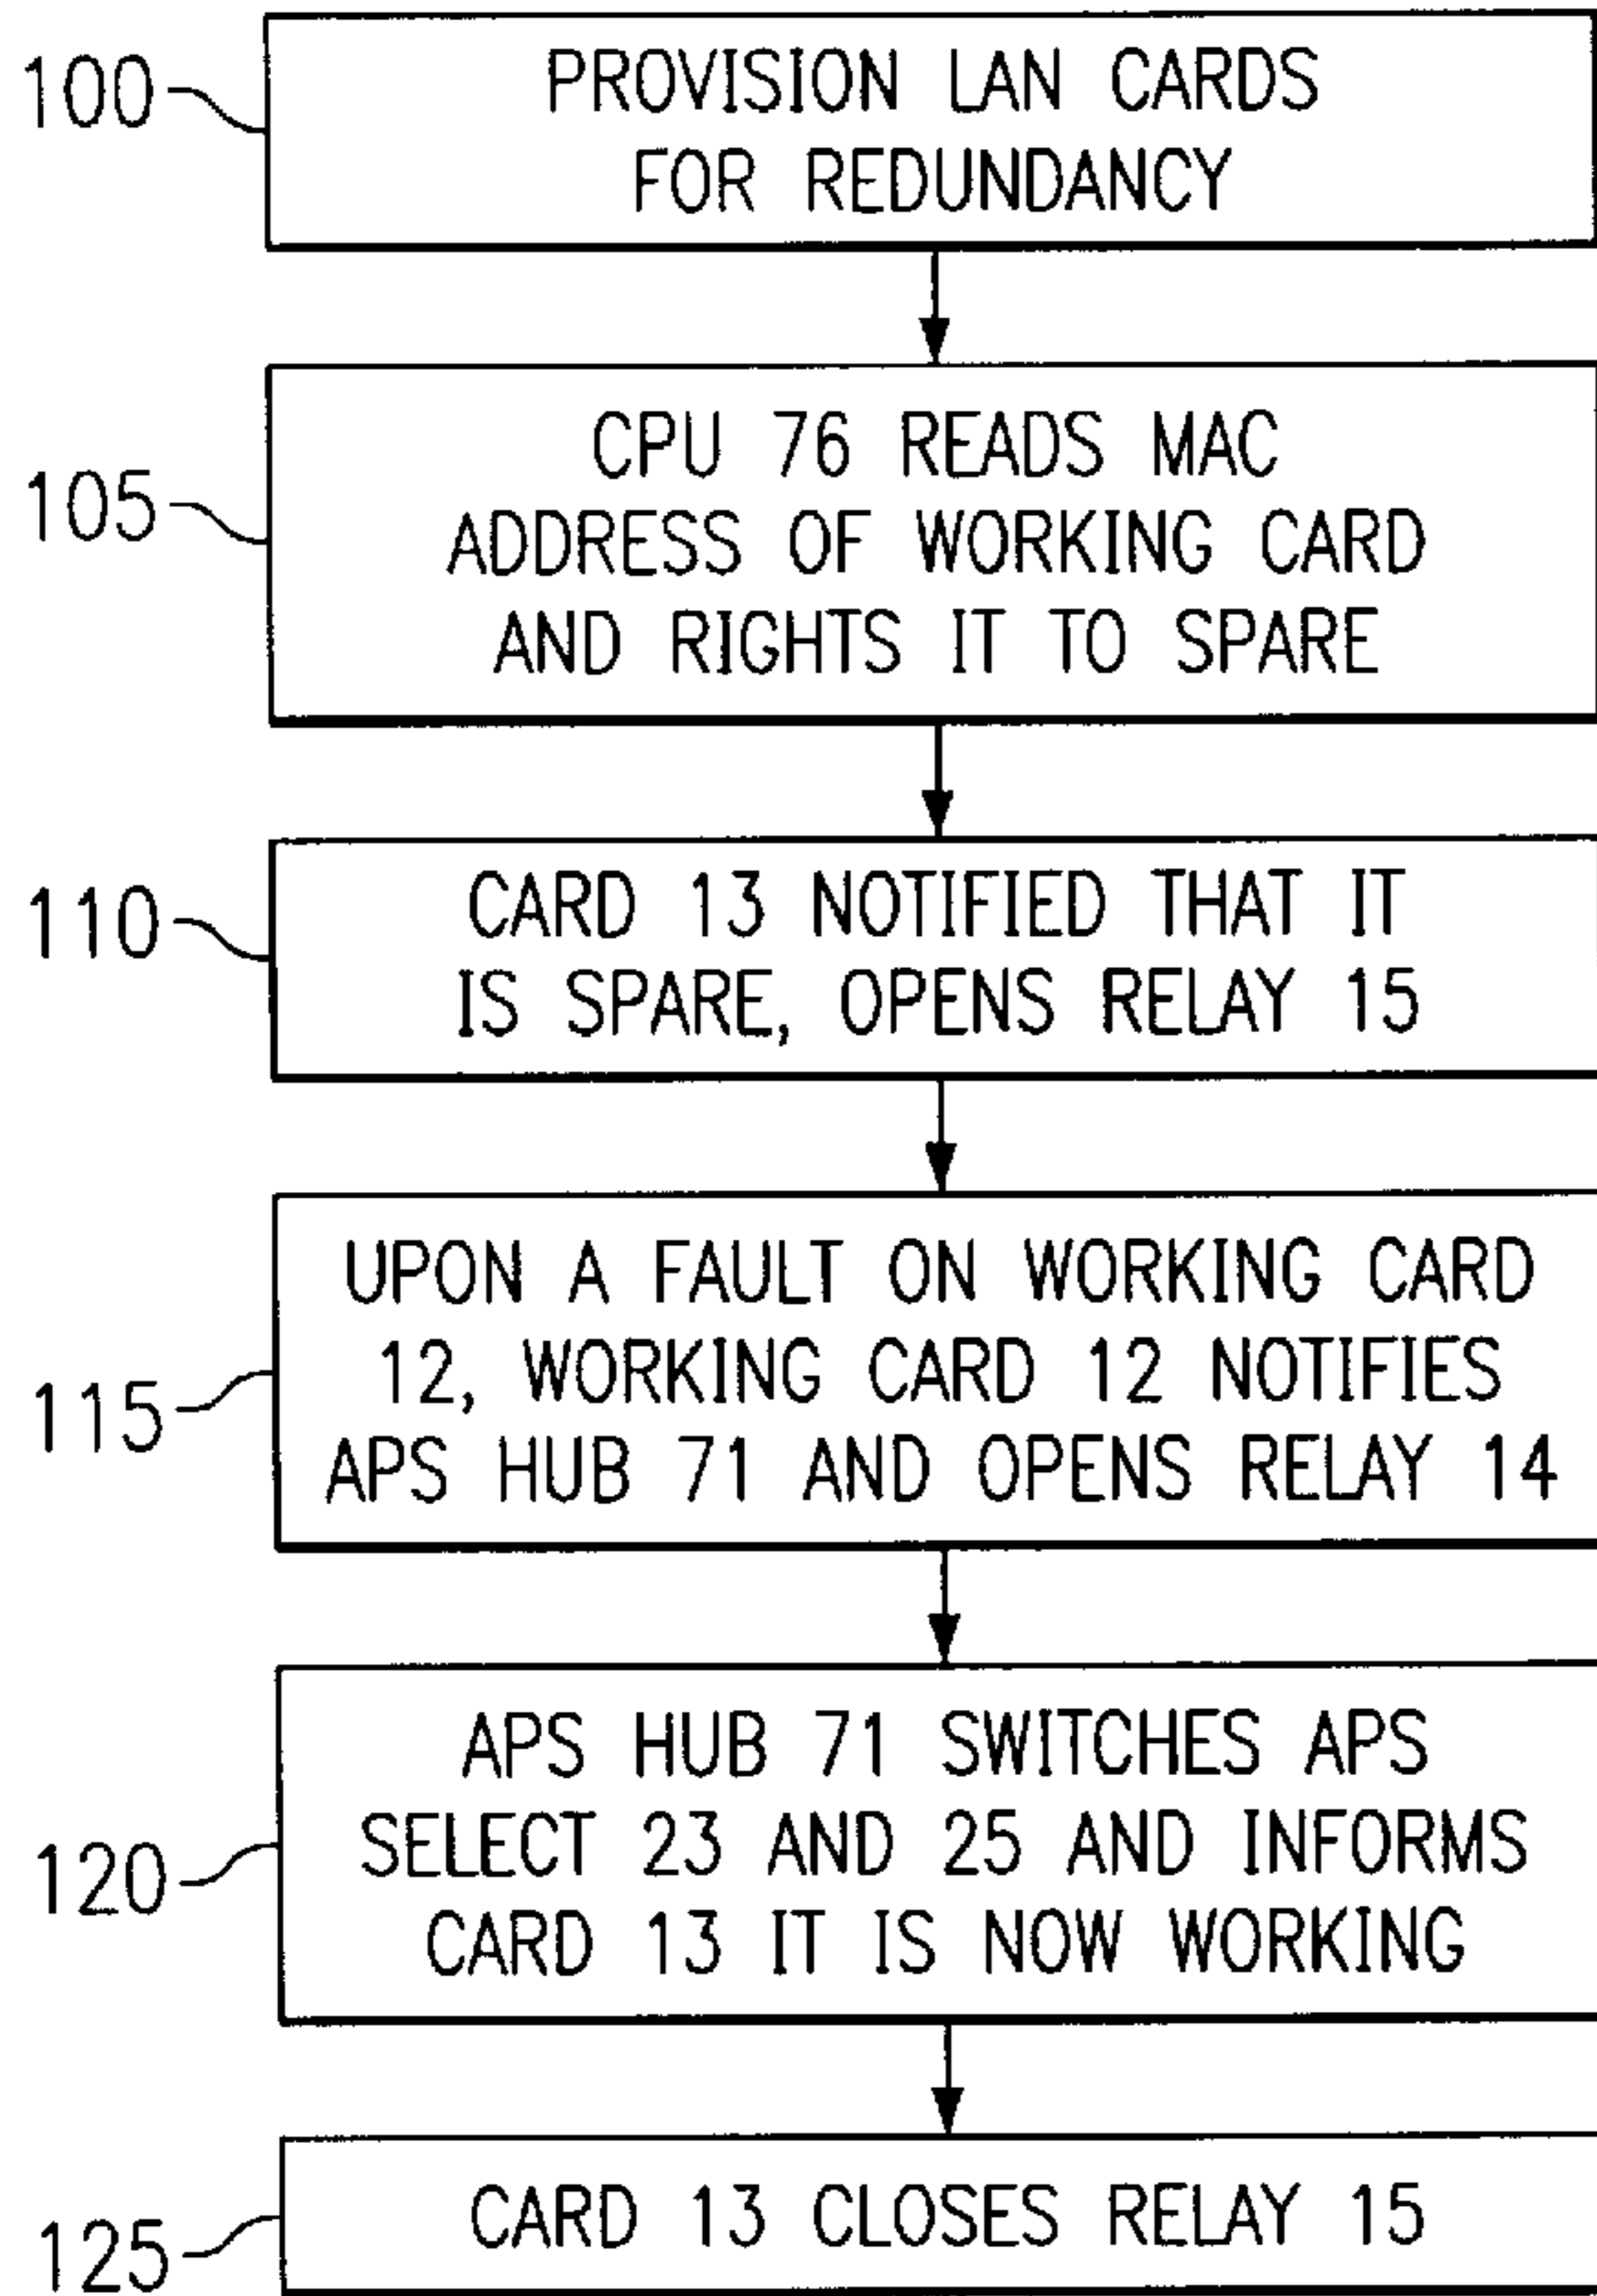 100
PROVISION LAN CARDS
FOR REDUNDANCY
105
CPU 76 READS MAC
ADDRESS OF WORKING CARD
AND RIGHTS IT TO SPARE
110
CARD 13 NOTIFIED THAT IT
IS SPARE, OPENS RELAY 15
115
UPON A FAULT ON WORKING CARD
12, WORKING CARD 12 NOTIFIES
APS HUB 71 AND OPENS RELAY 14
120
APS HUB 71 SWITCHES APS
SELECT 23 AND 25 AND INFORMS
CARD 13 IT IS NOW WORKING
125
CARD 13 CLOSES RELAY 15